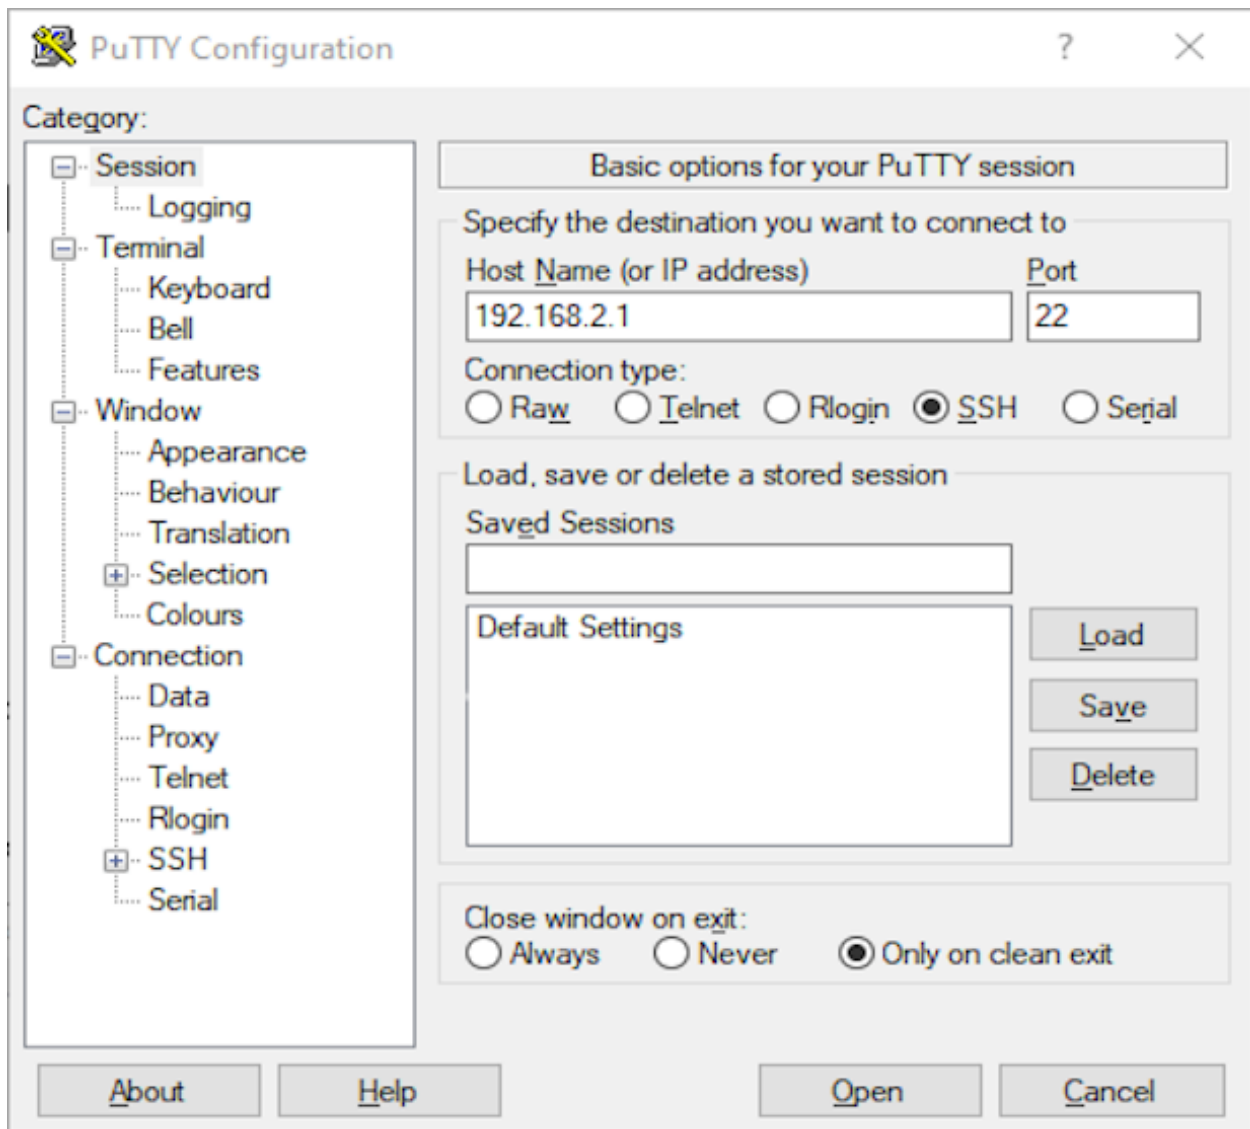 PuTTY Configuration ?
Category:
Session
Logging
Terminal
Keyboard
Bell
Features
Window
Appearance
Behaviour
Translation
Selection
Colours
Connection
Data
Proxy
Telnet
Rlogin
SSH
Serial
Basic options for your PuTTY session
Specify the destination you want to connect to
Host Name (or IP address) Port
192.168.2.1 22
Connection type:
Raw Telnet Rlogin SSH Serial
Load, save or delete a stored session
Saved Sessions
Default Settings
Load
Save
Delete
Close window on exit:
Always Never Only on clean exit
About Help Open Cancel